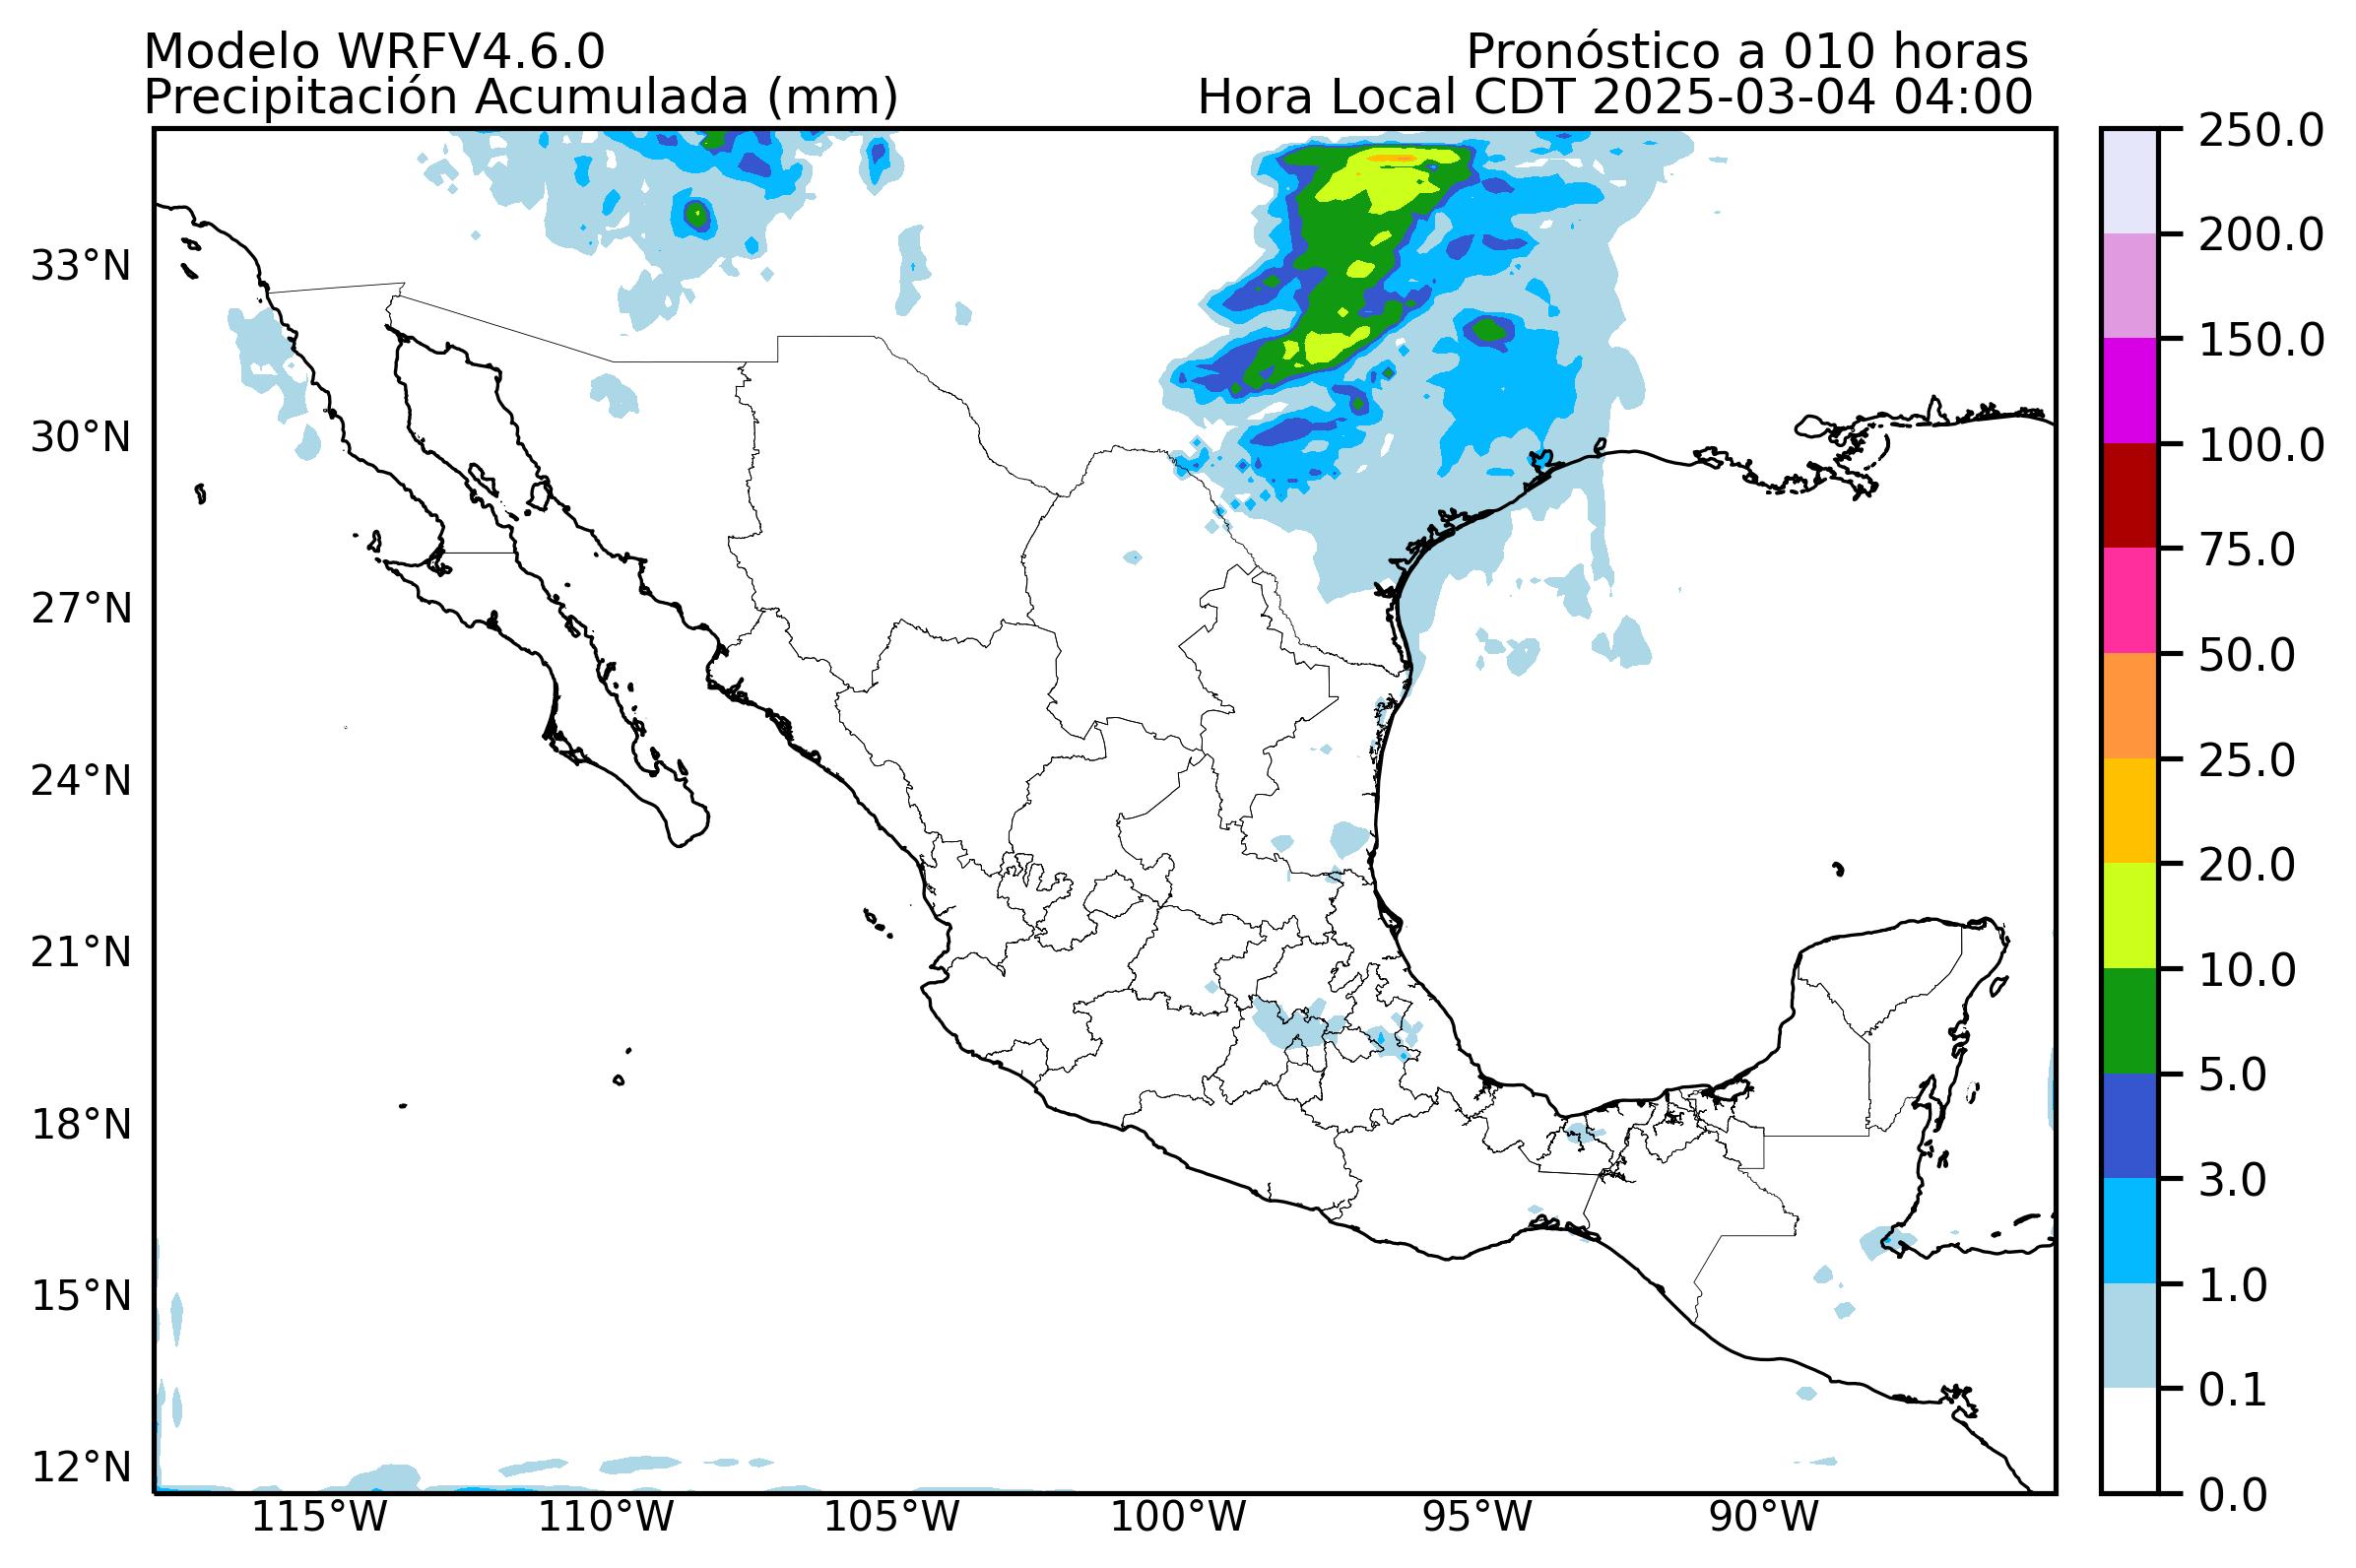 Modelo WRFV4.6.0
Pronóstico a 010 horas
Precipitación Acumulada (mm)
Hora Local CDT 2025-03-04 04:00
33°N
30°N
27°N
24°N
21°N
18°N
15°N
12°N
115°W
110°W
105°W
100°W
95°W
90°W
250.0
200.0
150.0
100.0
75.0
50.0
25.0
20.0
10.0
5.0
3.0
1.0
0.1
0.0